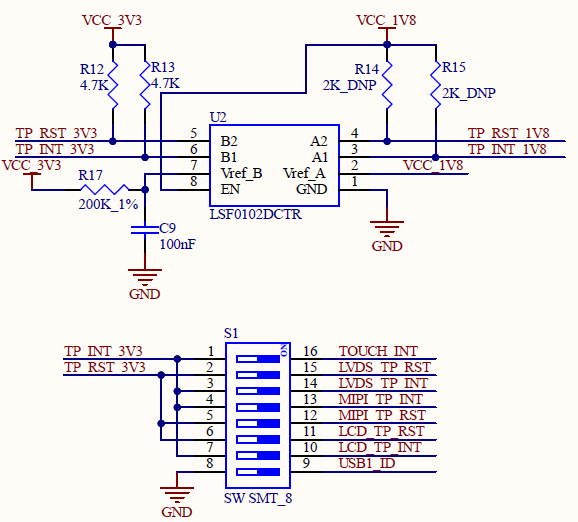 VCC_3V3 VCC_1V8
R12 4.7K
R13 4.7K
R14 2K_DNP
R15 2K_DNP
U2
TP_RST_3V3 5 B2 A2 4 TP_RST_1V8
TP_INT_3V3 6 B1 A1 3 TP_INT_1V8
VCC_3V3 7 Vref_B Vref_A 2 VCC_1V8
8 EN GND 1
R17
200K_1%
LSF0102DCTR
C9
100nF
GND
GND
S1
ON
TP_INT_3V3 1 16 TOUCH_INT
TP_RST_3V3 2 15 LVDS_TP_RST
3 14 LVDS_TP_INT
4 13 MIPI_TP_INT
5 12 MIPI_TP_RST
6 11 LCD_TP_RST
7 10 LCD_TP_INT
8 9 USB1_ID
SW SMT_8
GND